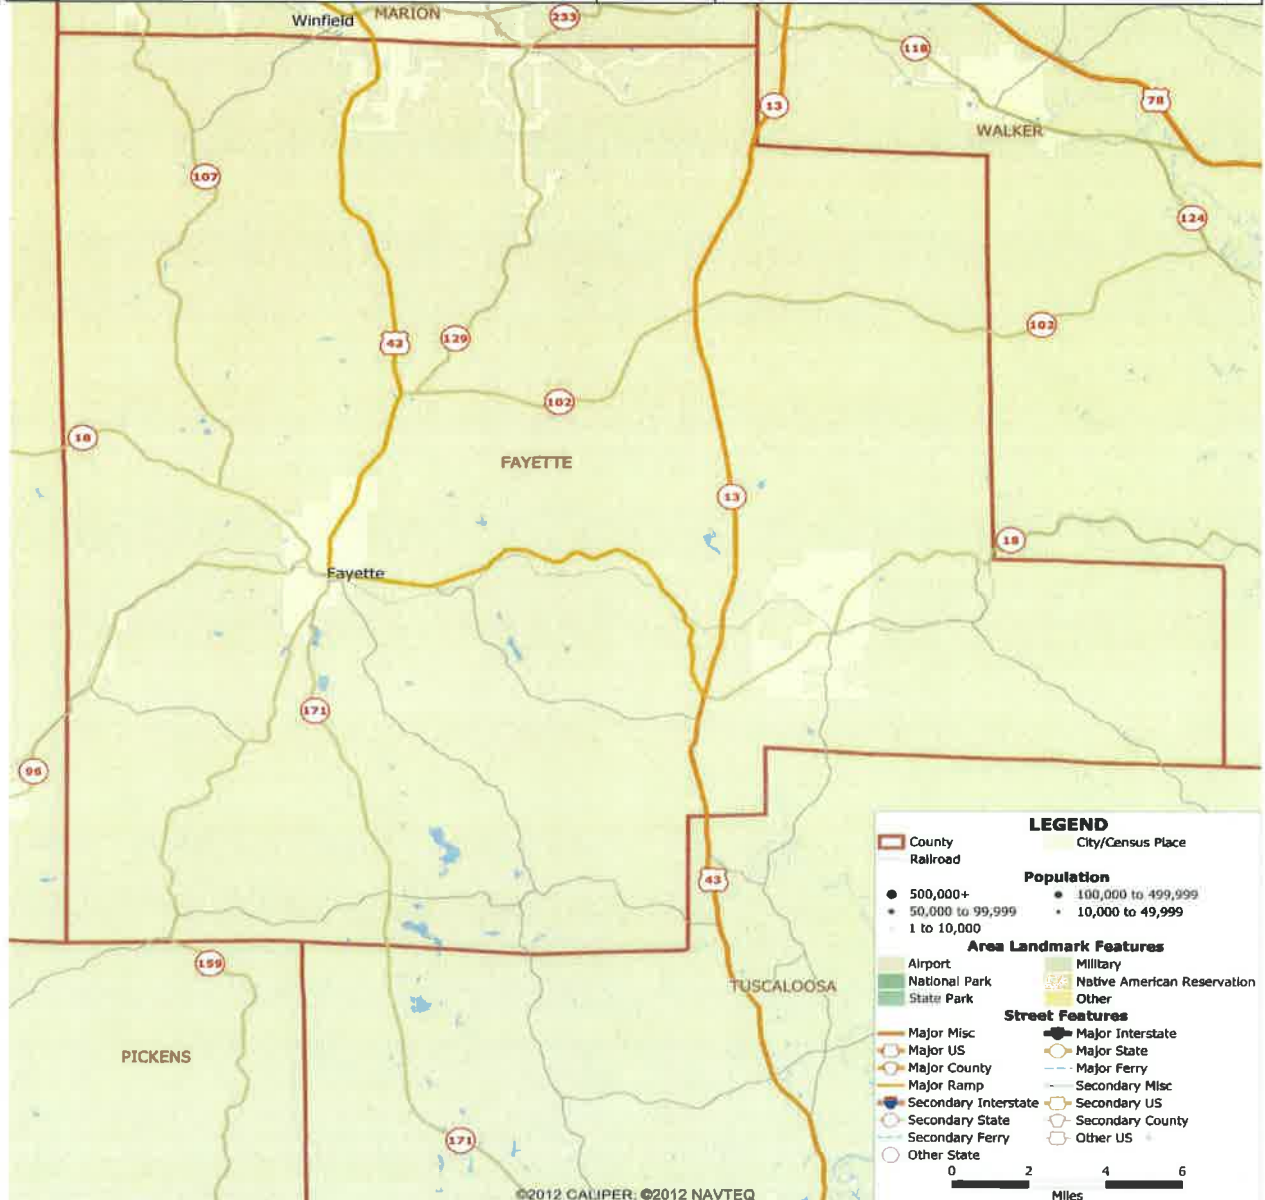 MARION
233
Winfield
118
78
13
WALKER
107
124
102
43
129
102
18
FAYETTE
13
18
Fayette
171
96
LEGEND
County
City/Census Place
Railroad
Population
500,000+
100,000 to 499,999
50,000 to 99,999
10,000 to 49,999
1 to 10,000
43
Area Landmark Features
159
Airport
Military
National Park
Native American Reservation
TUSCALOOSA
State Park
Other
Street Features
Major Misc
Major Interstate
PICKENS
Major US
Major State
Major County
Major Ferry
Major Ramp
Secondary Misc
Secondary Interstate
Secondary US
Secondary State
Secondary County
171
Secondary Ferry
Other US
Other State
0 2 4 6
Miles
©2012 CALIPER; ©2012 NAVTEQ